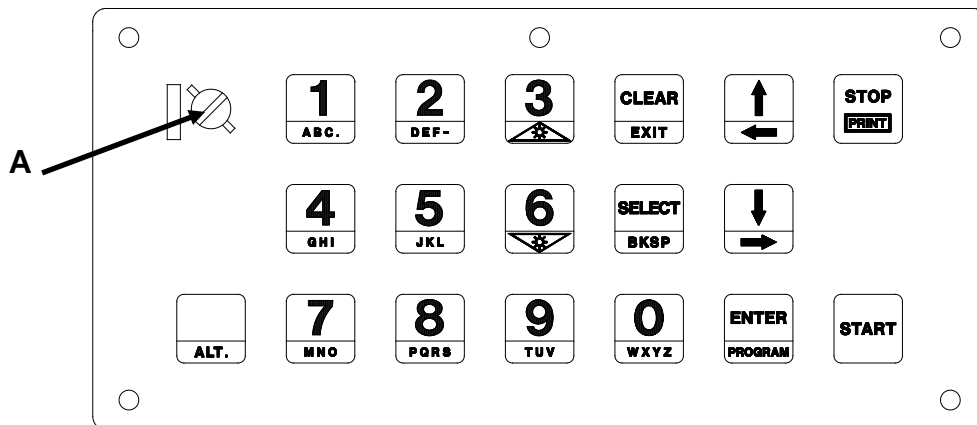 1 2 3 CLEAR STOP
ABC. DEF- EXIT PRINT
A
4 5 6 SELECT
GHI JKL BKSP
7 8 9 0 ENTER START
ALT. MNO PQRS TUV WXYZ PROGRAM